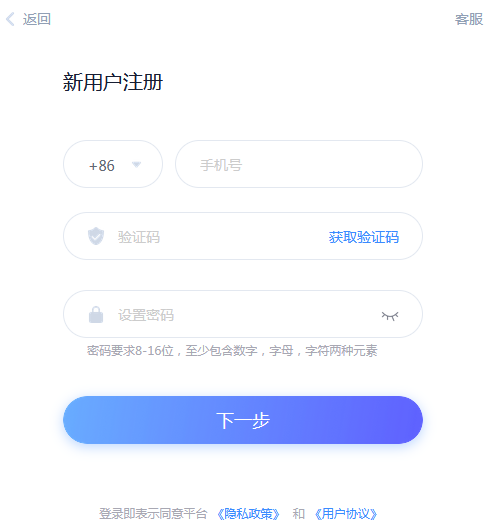 返回 客服
新用户注册
+86 手机号
验证码 获取验证码
设置密码
密码要求8-16位，至少包含数字，字母，字符两种元素
下一步
登录即表示同意平台《隐私政策》 和 《用户协议》